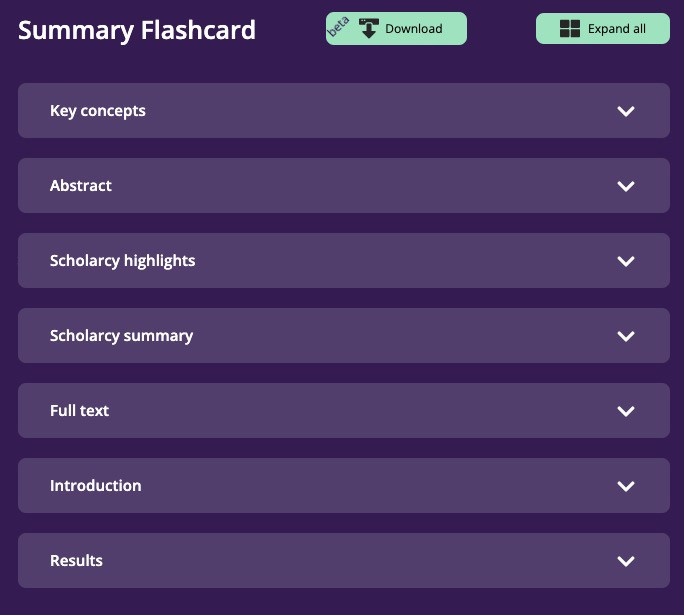 Summary Flashcard
beta
Download
Expand all
Key concepts
Abstract
Scholarcy highlights
Scholarcy summary
Full text
Introduction
Results